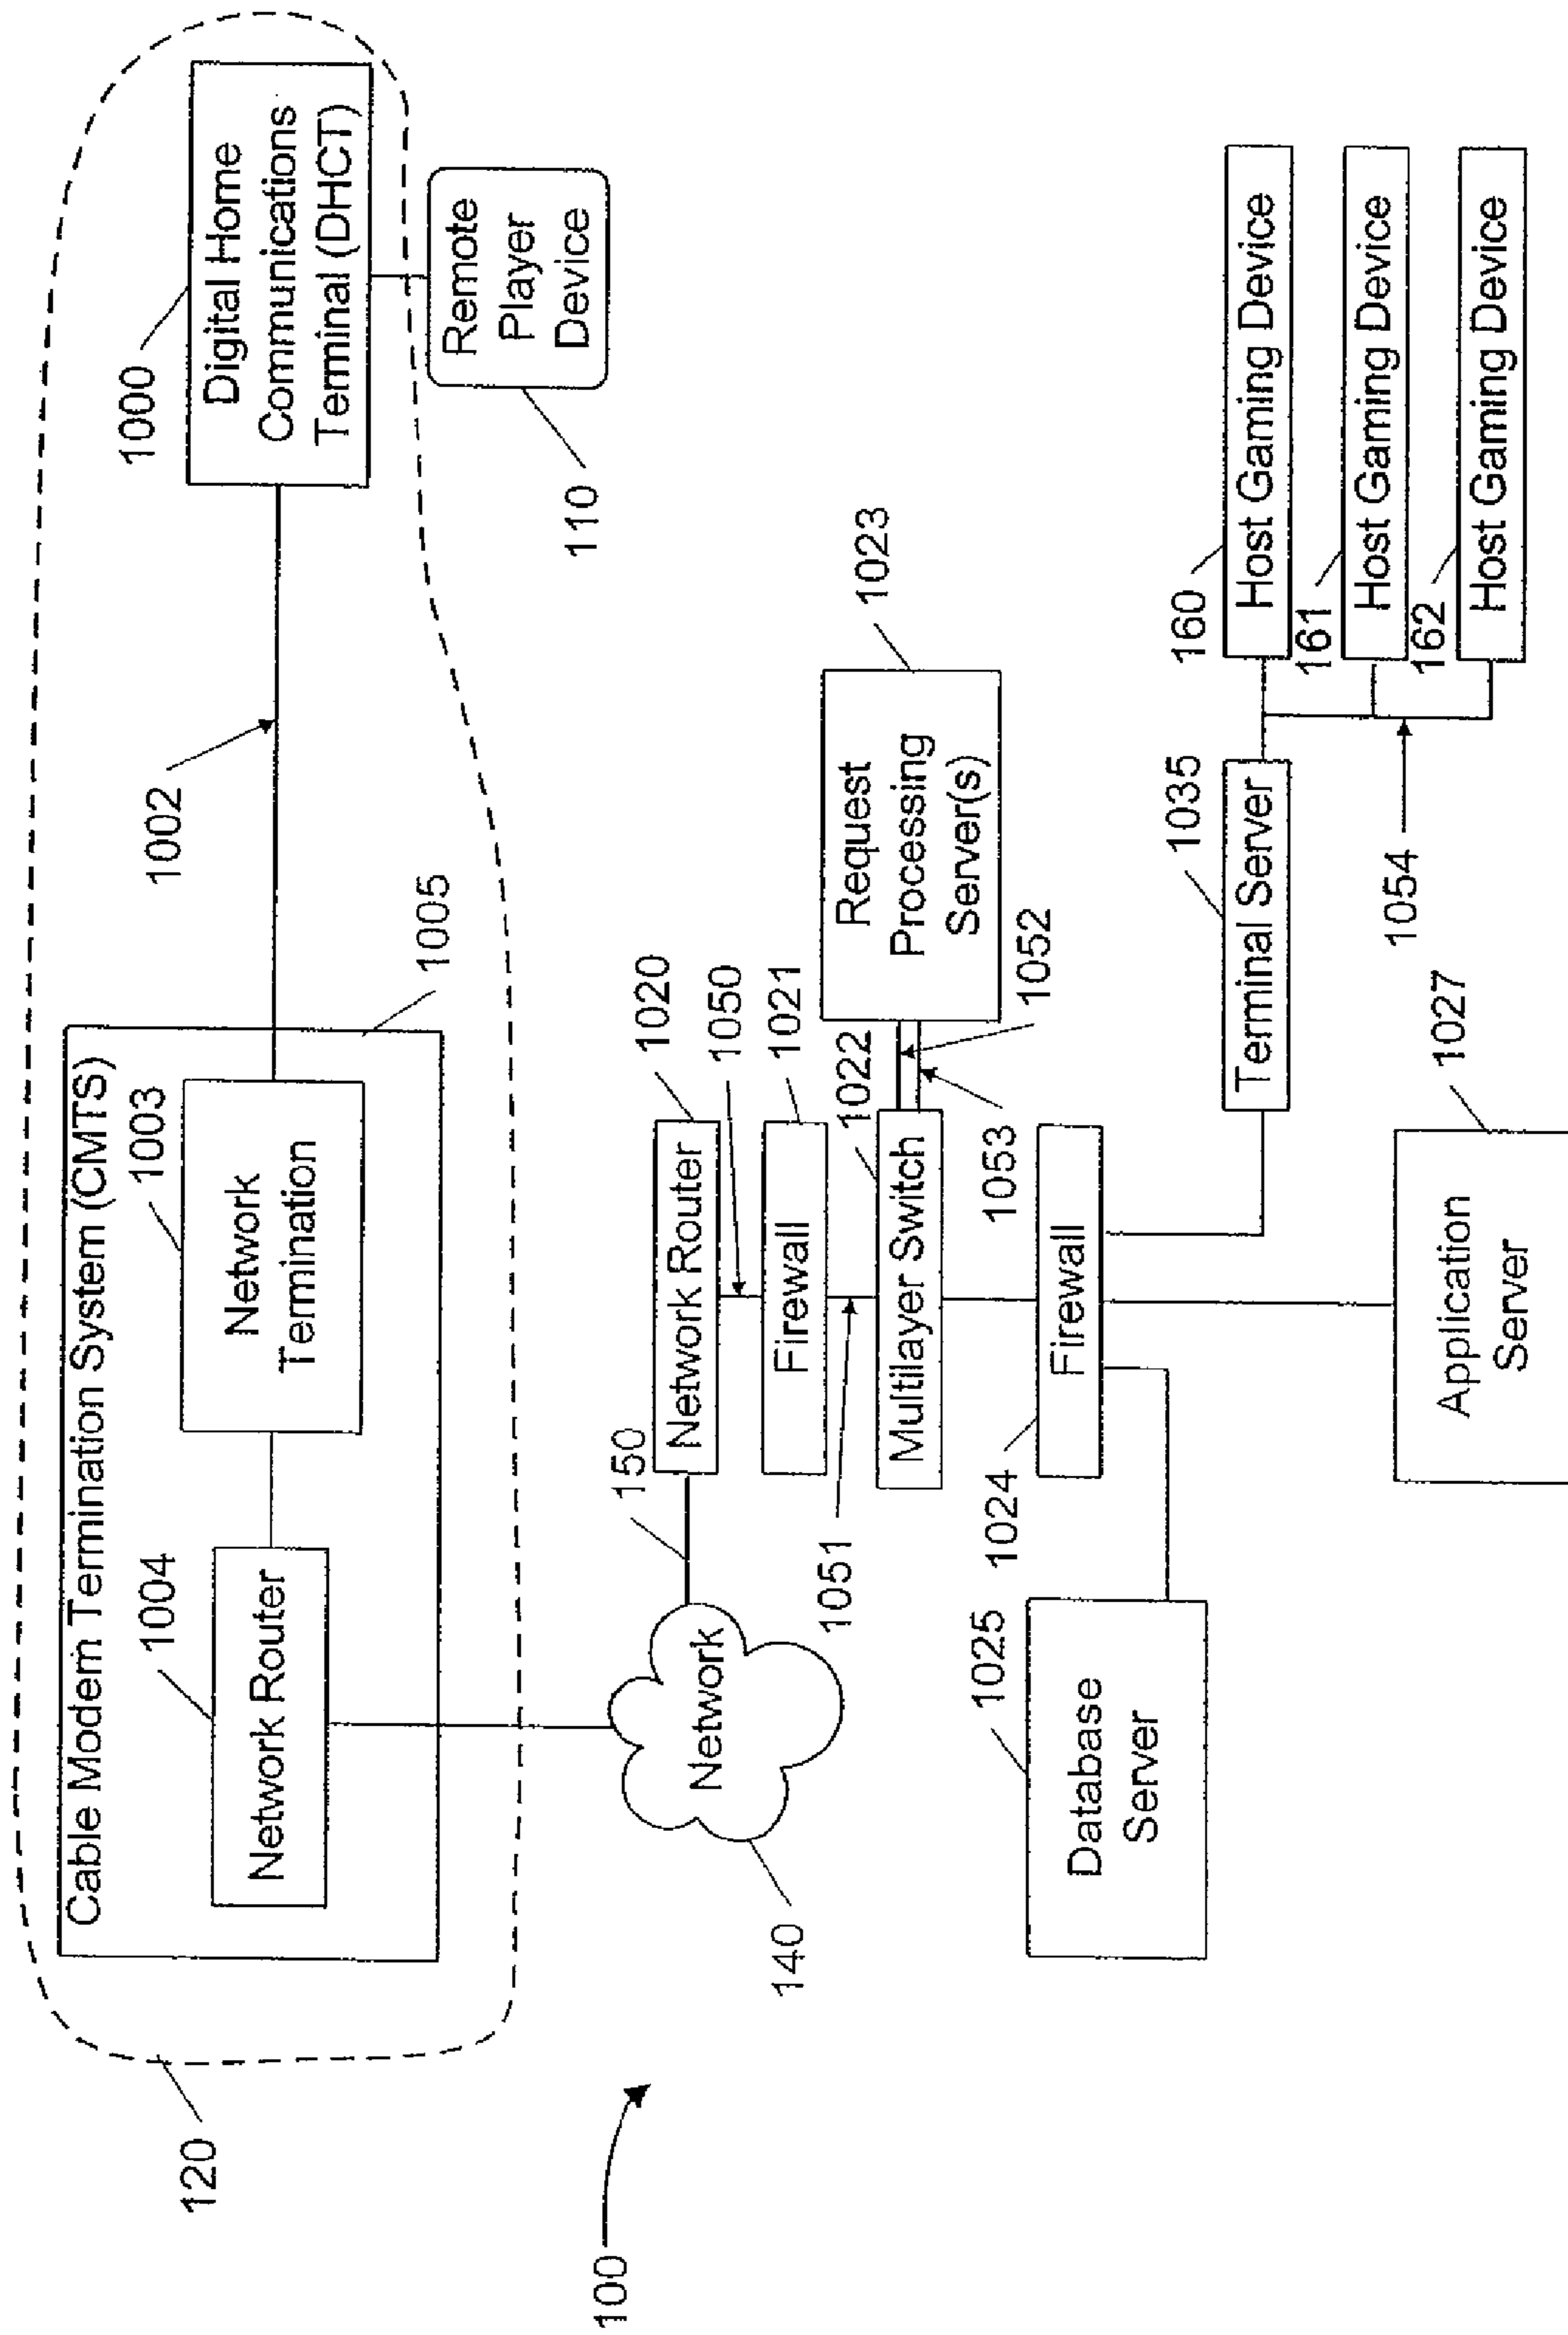 120
Cable Modem Termination System (CMTS)
1004
Network Router
1003
Network
Termination
1005
1002
1000
Digital Home
Communications
Terminal (DHCT)
Remote
Player
Device
110
100
140
Network
150
Network Router
1020
1050
Firewall
1021
1051
Multilayer Switch
1022
Request
Processing
Server(s)
1023
1052
1053
1024
Firewall
1025
Database
Server
Application
Server
1027
Terminal Server
1035
1054
160
Host Gaming Device
161
Host Gaming Device
162
Host Gaming Device